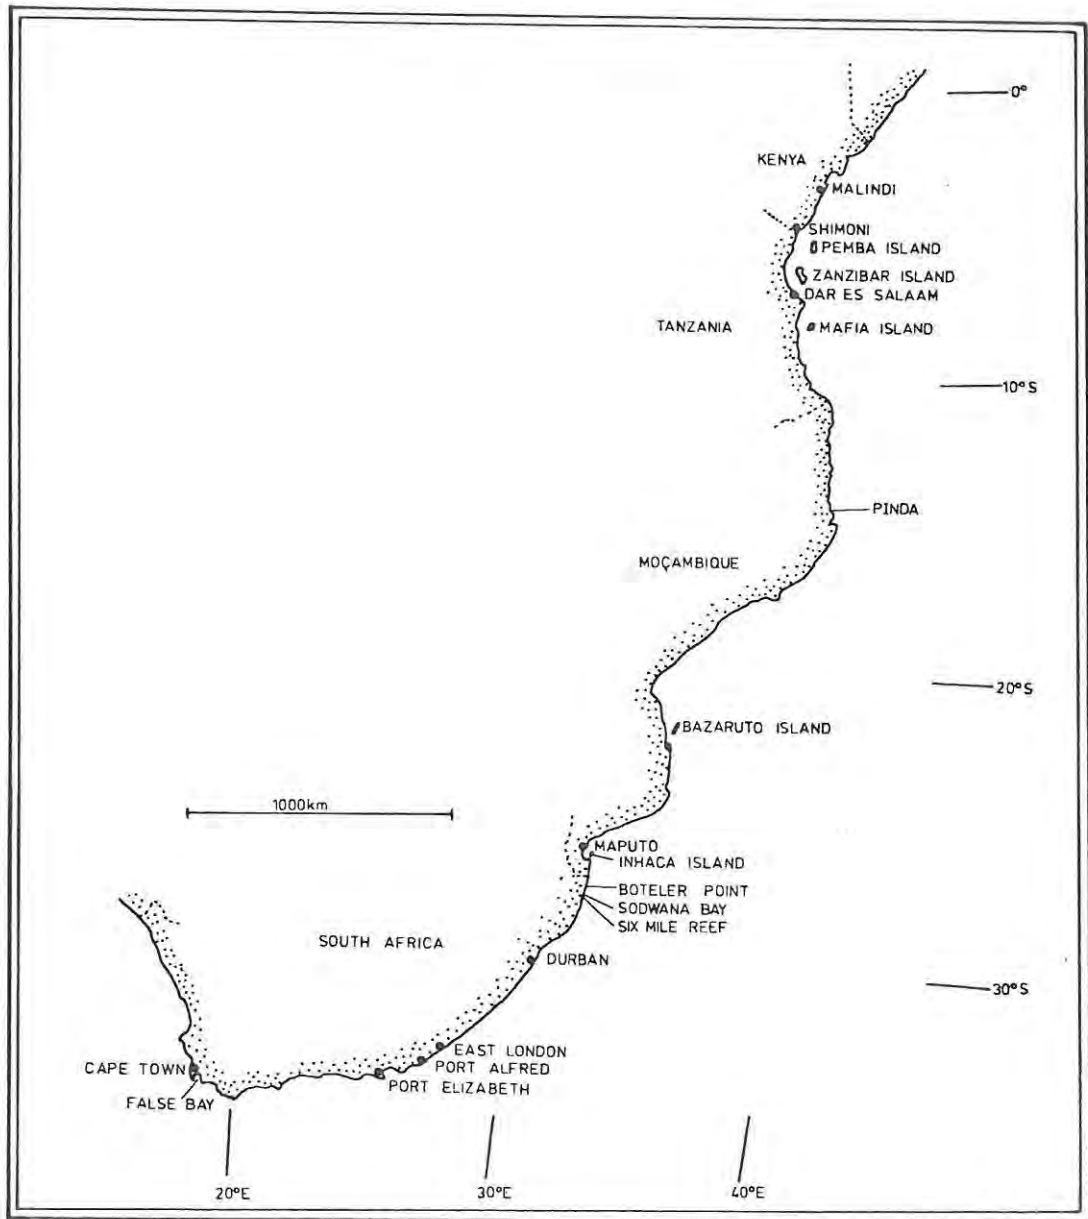 0°
KENYA
MALINDI
SHIMONI
PEMBA ISLAND
ZANZIBAR ISLAND
DAR ES SALAAM
TANZANIA
MAFIA ISLAND
10°S
PINDA
MOÇAMBIQUE
20°S
BAZARUTO ISLAND
1000km
MAPUTO
INHACA ISLAND
BOTELER POINT
SODWANA BAY
SIX MILE REEF
SOUTH AFRICA
DURBAN
30°S
EAST LONDON
CAPE TOWN
PORT ALFRED
PORT ELIZABETH
FALSE BAY
20°E
30°E
40°E